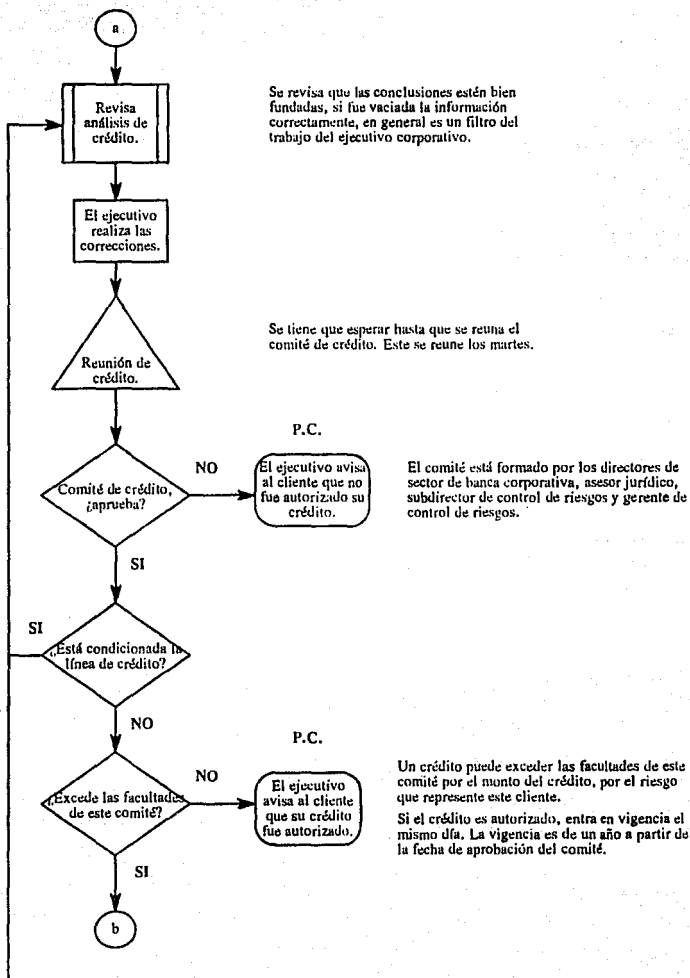 a
Revisa
análisis de
crédito.
Se revisa que las conclusiones estén bien
fundadas, si fue vaciada la información
correctamente, en general es un filtro del
trabajo del ejecutivo corporativo.
El ejecutivo
realiza las
correcciones.
Reunión de
crédito.
Se tiene que esperar hasta que se reuna el
comité de crédito. Este se reune los martes.
Comité de crédito,
¿aprueba?
NO
P.C.
El ejecutivo avisa
al cliente que no
fue autorizado su
crédito.
El comité está formado por los directores de
sector de banca corporativa, asesor jurídico,
subdirector de control de riesgos y gerente de
control de riesgos.
SI
SI
¿Está condicionada la
línea de crédito?
NO
¿Excede las facultades
de este comité?
NO
P.C.
El ejecutivo
avisa al cliente
que su crédito
fue autorizado.
Un crédito puede exceder las facultades de este
comité por el monto del crédito, por el riesgo
que represente este cliente.
Si el crédito es autorizado, entra en vigencia el
mismo día. La vigencia es de un año a partir de
la fecha de aprobación del comité.
SI
b